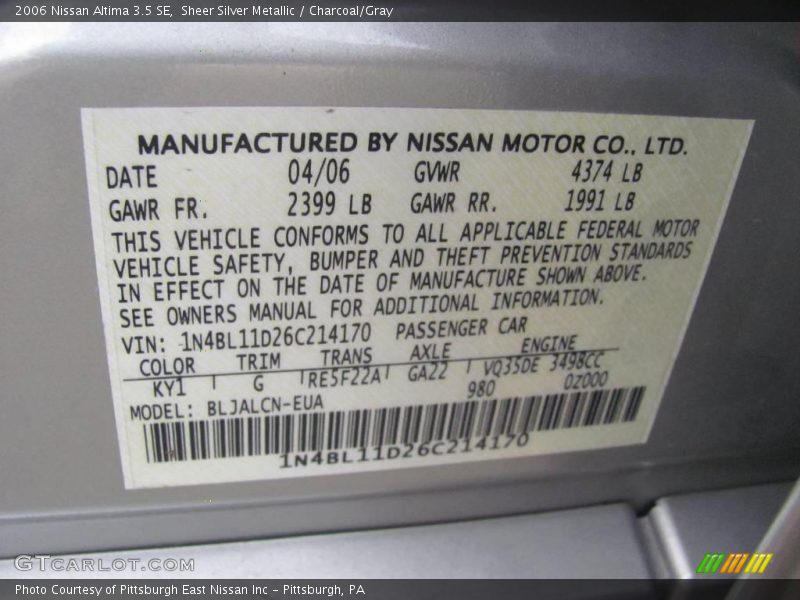 2006 Nissan Altima 3.5 SE, Sheer Silver Metallic / Charcoal/Gray
MANUFACTURED BY NISSAN MOTOR CO., LTD.
DATE 04/06 GVWR 4374 LB
GAWR FR. 2399 LB GAWR RR. 1991 LB
THIS VEHICLE CONFORMS TO ALL APPLICABLE FEDERAL MOTOR
VEHICLE SAFETY, BUMPER AND THEFT PREVENTION STANDARDS
IN EFFECT ON THE DATE OF MANUFACTURE SHOWN ABOVE.
SEE OWNERS MANUAL FOR ADDITIONAL INFORMATION.
VIN: 1N4BL11D26C214170 PASSENGER CAR
COLOR TRIM TRANS AXLE ENGINE
KY1 G RE5F22A GA22 VQ35DE 3498CC
980 0Z000
MODEL: BLJALCN-EUA
1N4BL11D26C214170
GTCARLOT.COM
Photo Courtesy of Pittsburgh East Nissan Inc - Pittsburgh, PA